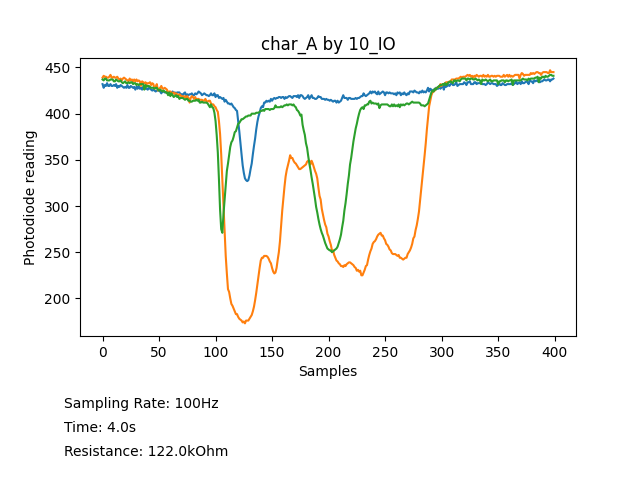 char_A by 10_IO
450
400
350
300
250
200
Photodiode reading
0 50 100 150 200 250 300 350 400
Samples
Sampling Rate: 100Hz
Time: 4.0s
Resistance: 122.0kOhm